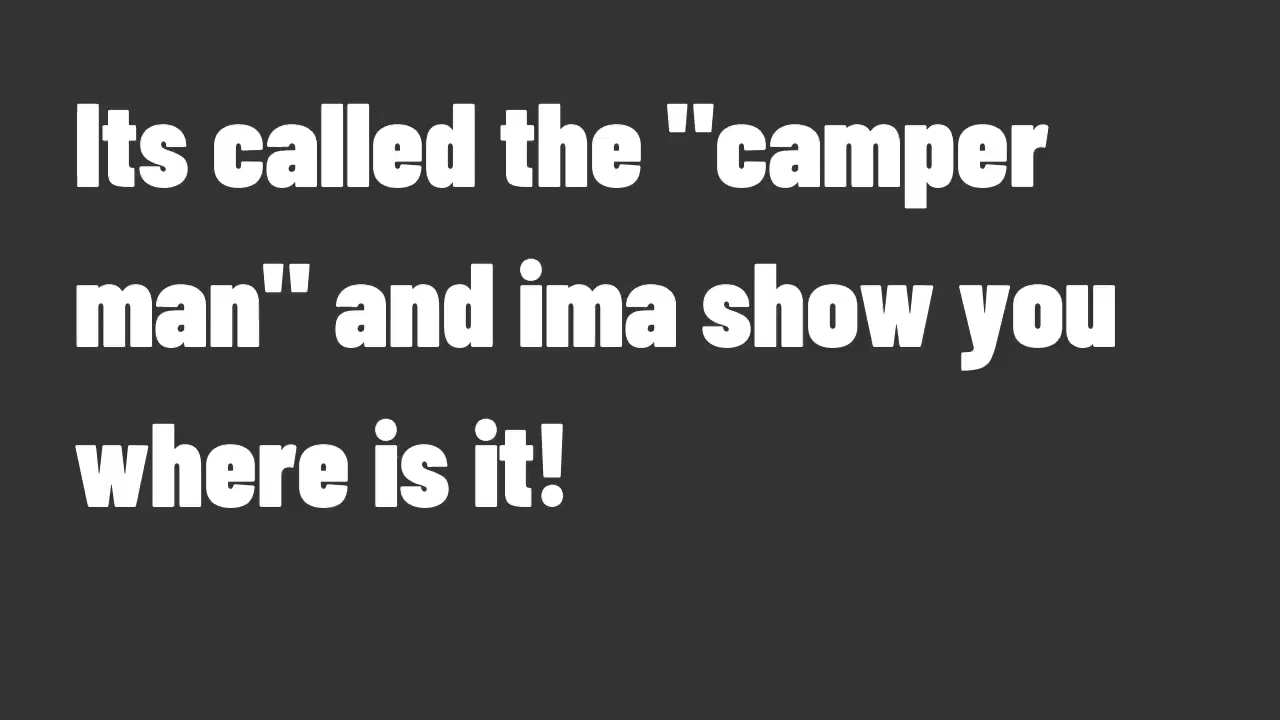 Its called the "camper
man" and ima show you
where is it!